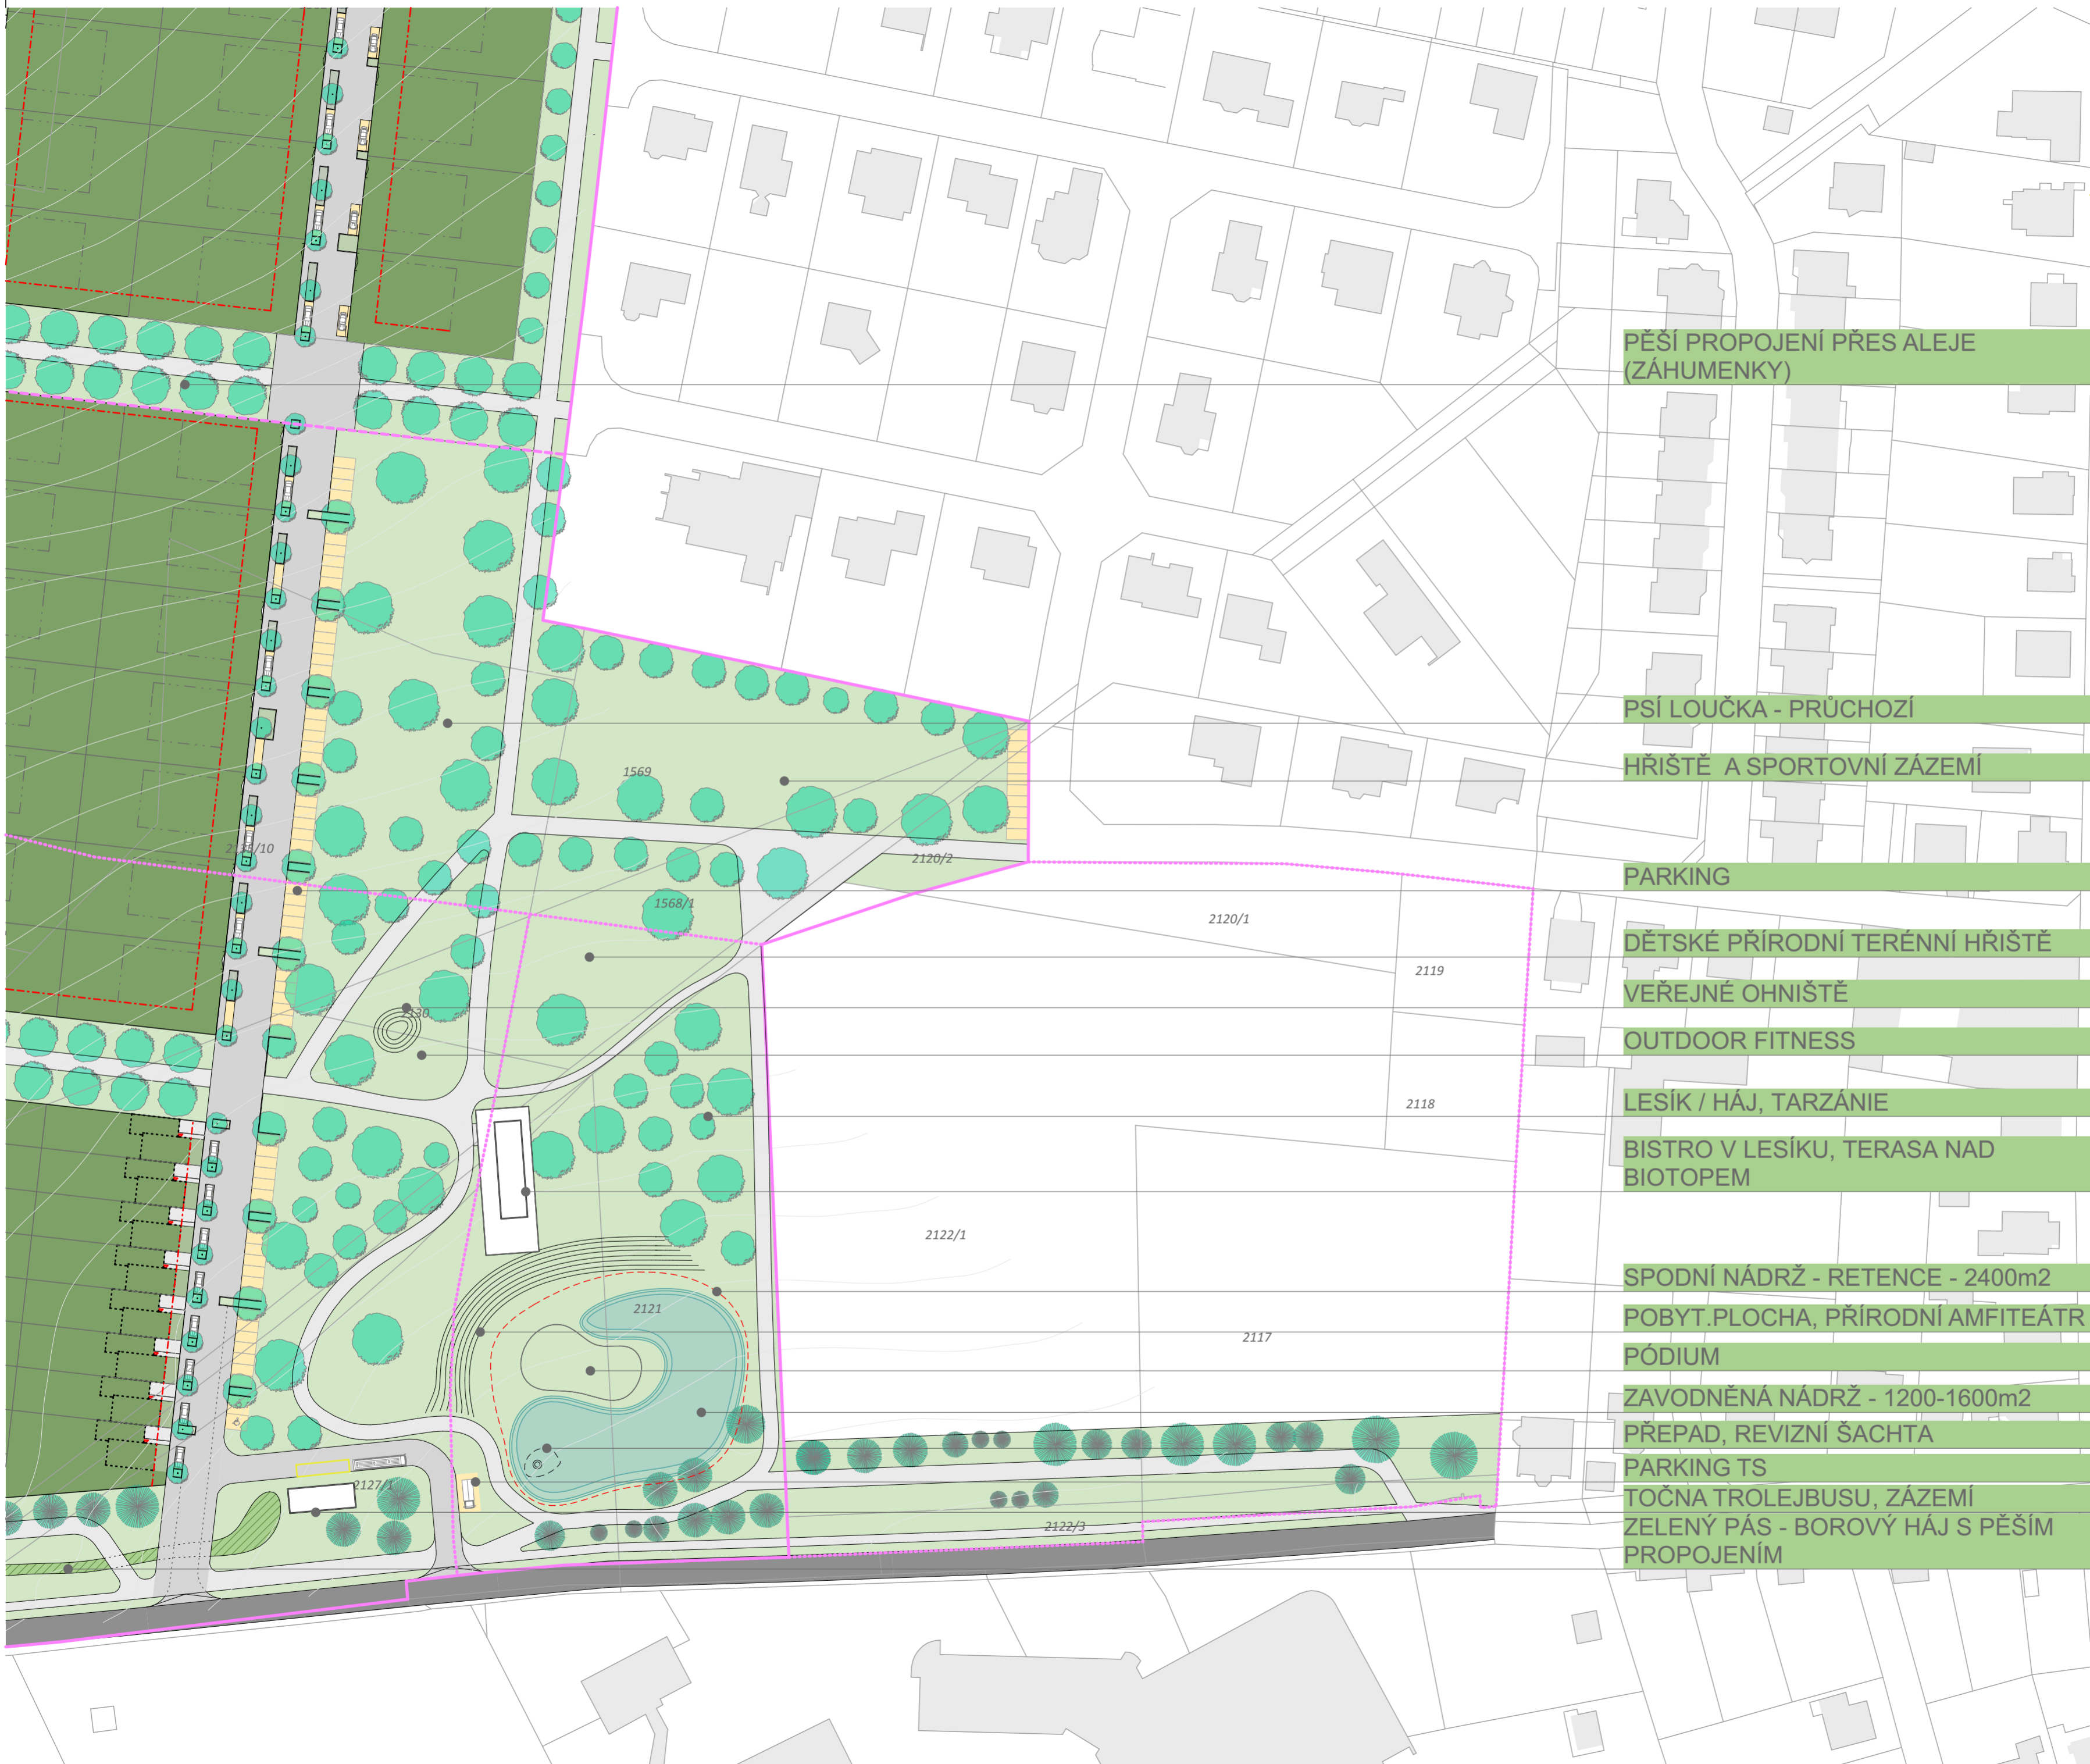 PĚŠÍ PROPOJENÍ PŘES ALEJE
(ZÁHUMENKY)
PSÍ LOUČKA - PRŮCHOZÍ
HŘIŠTĚ A SPORTOVNÍ ZÁZEMÍ
1569
2120/2
PARKING
1568/1
2120/1
DĚTSKÉ PŘÍRODNÍ TERÉNNÍ HŘIŠTĚ
2119
VEŘEJNÉ OHNIŠTĚ
OUTDOOR FITNESS
LESÍK / HÁJ, TARZÁNIE
2118
BISTRO V LESÍKU, TERASA NAD
BIOTOPEM
2122/1
SPODNÍ NÁDRŽ - RETENCE - 2400m2
2121
POBYT.PLOCHA, PŘÍRODNÍ AMFITEÁTR
2117
PÓDIUM
ZAVODNĚNÁ NÁDRŽ - 1200-1600m2
PŘEPAD, REVIZNÍ ŠACHTA
PARKING TS
2127/1
TOČNA TROLEJBUSU, ZÁZEMÍ
2122/3
ZELENÝ PÁS - BOROVÝ HÁJ S PĚŠÍM
PROPOJENÍM